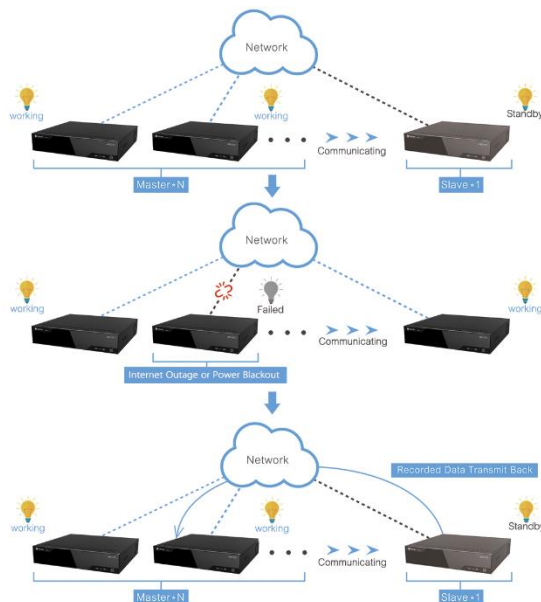 Network
working
working
Standby
Communicating
Master*N
Slave*1
Network
working
Failed
working
Communicating
Internet Outage or Power Blackout
Network
Recorded Data Transmit Back
working
working
Standby
Communicating
Master*N
Slave*1